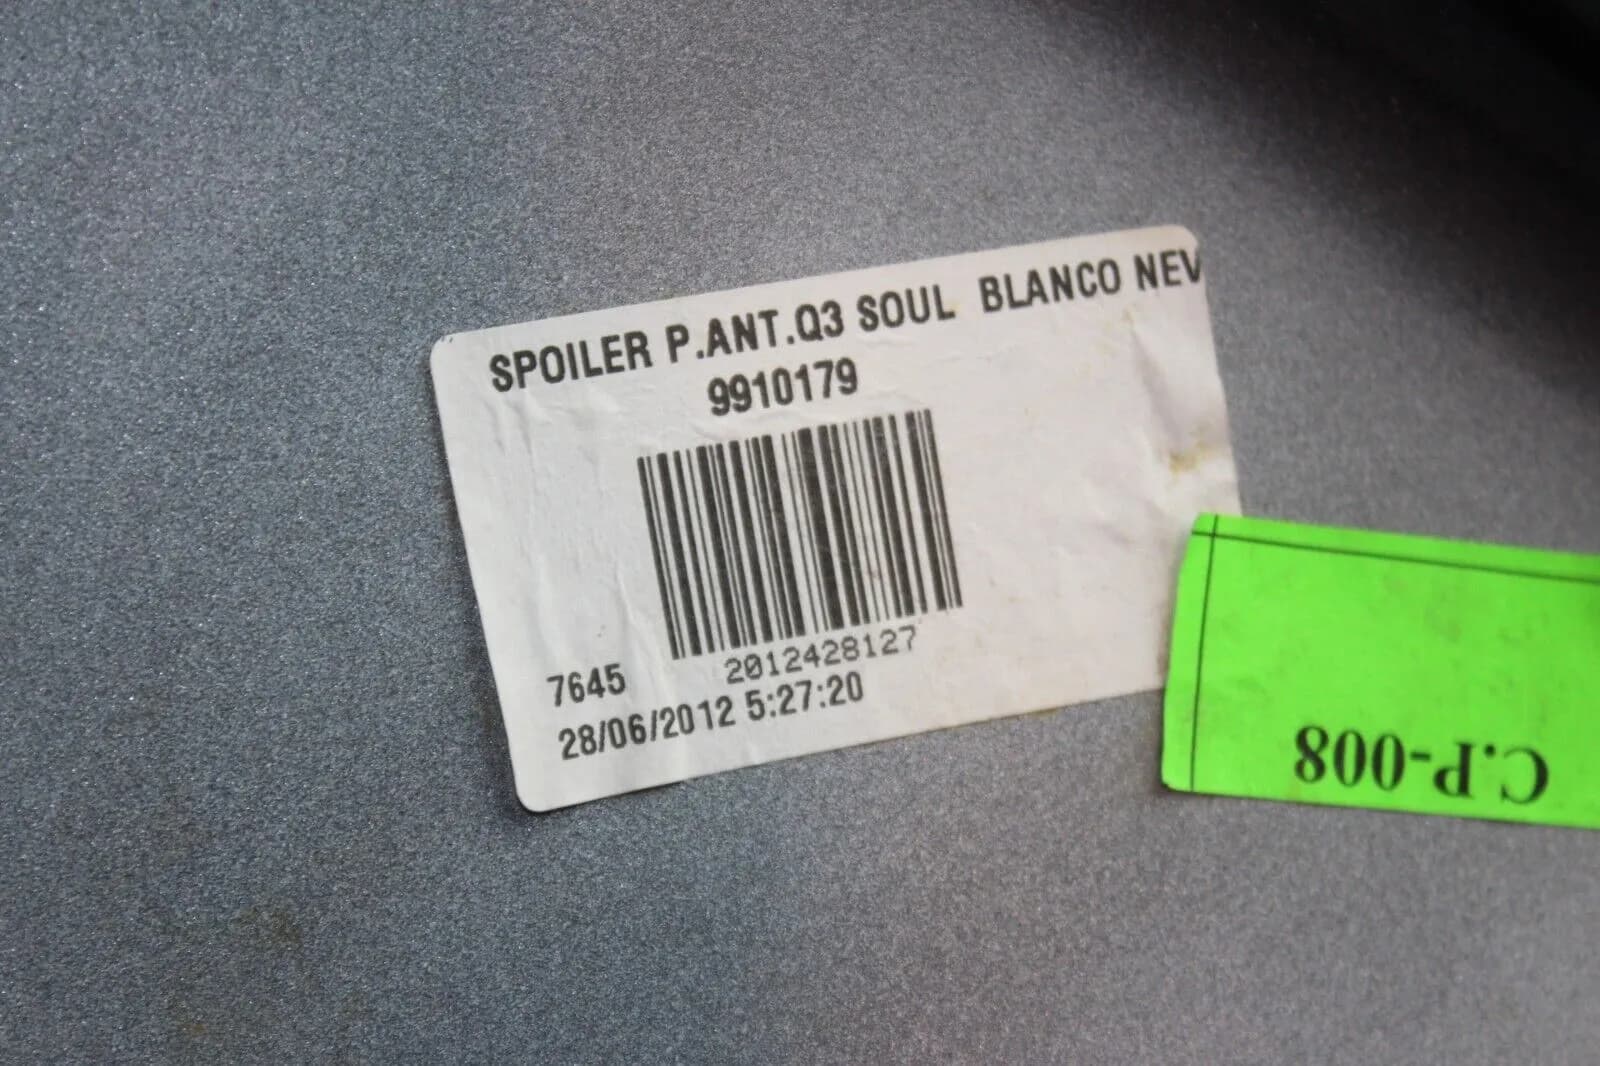 SPOILER P.ANT.Q3 SOUL BLANCO NEV
9910179
2012428127
7645
28/06/2012 5:27:20
C.P-008